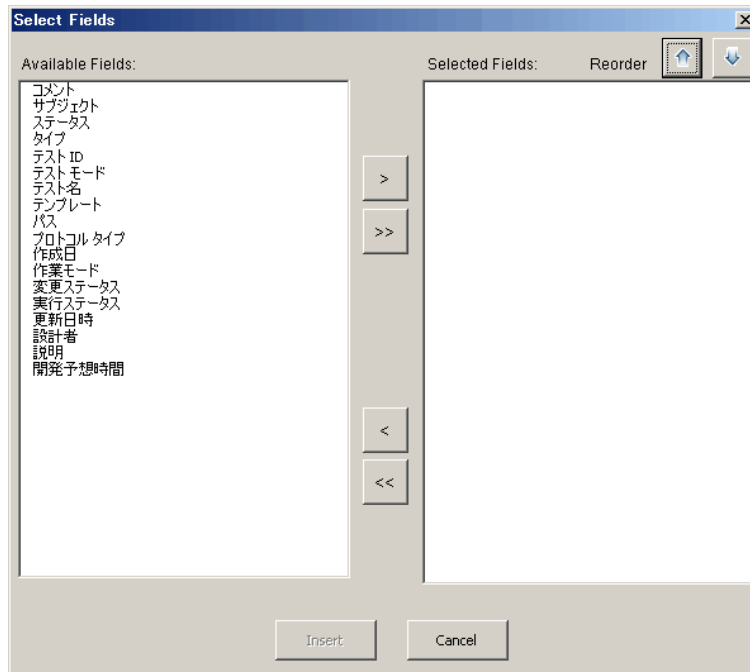 Select Fields
Available Fields:
Selected Fields:
Reorder
コメント
サブジェクト
ステータス
タイプ
テスト ID
テスト モード
テスト名
テンプレート
パス
プロトコル タイプ
作成日
作業モード
変更ステータス
実行ステータス
更新日時
設計者
説明
開発予想時間
>
>>
<
<<
Insert
Cancel